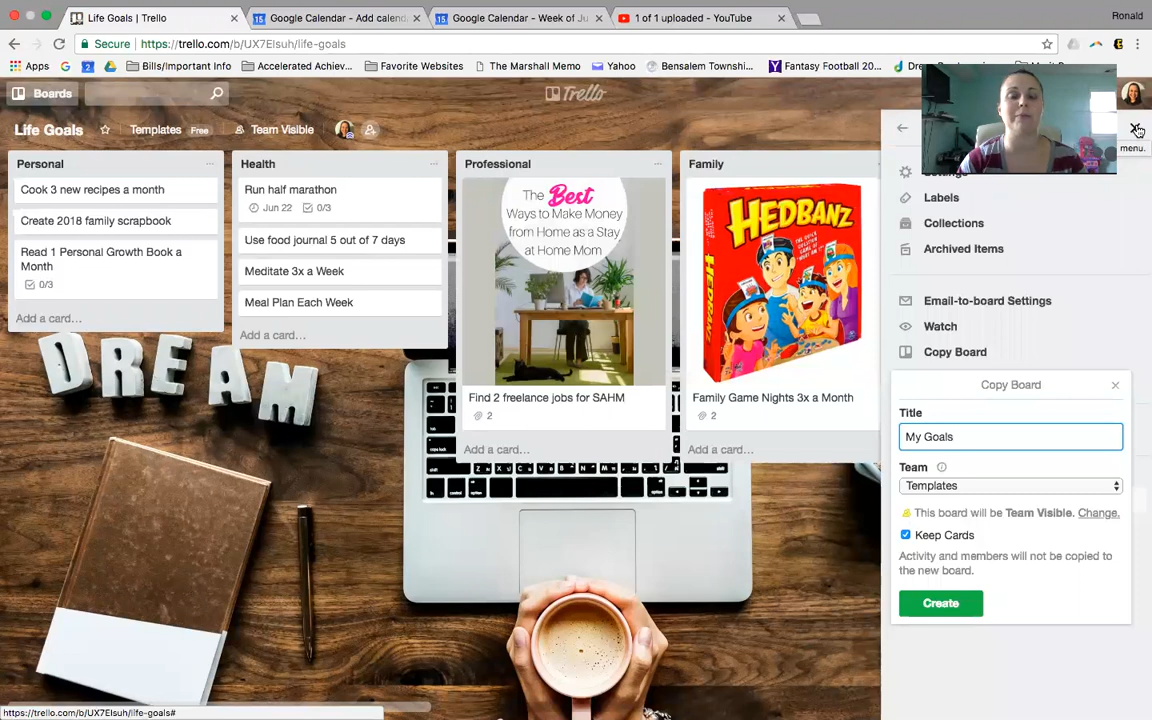 Life Goals | Trello
Google Calendar - Add calend
Google Calendar - Week of Ju
1 of 1 uploaded - YouTube
Ronald
Secure
https://trello.com/b/UX7Elsuh/life-goals
Apps
Bills/Important Info
Accelerated Achiev...
Favorite Websites
The Marshall Memo
Yahoo
Bensalem Townshi...
Fantasy Football 20...
Boards
Trello
Life Goals
Templates
Free
Team Visible
menu.
Personal
...
Cook 3 new recipes a month
Create 2018 family scrapbook
Read 1 Personal Growth Book a
Month
0/3
Add a card...
Health
...
Run half marathon
Jun 22
0/3
Use food journal 5 out of 7 days
Meditate 3x a Week
Meal Plan Each Week
Add a card...
Professional
...
The Best
Ways to Make Money
from Home as a Stay
at Home Mom
Find 2 freelance jobs for SAHM
2
Add a card...
Family
HEDBANZ
Family Game Nights 3x a Month
2
Add a card...
DREAM
Labels
Collections
Archived Items
Email-to-board Settings
Watch
Copy Board
Copy Board
Title
My Goals
Team
Templates
This board will be Team Visible. Change.
Keep Cards
Activity and members will not be copied to
the new board.
Create
https://trello.com/b/UX7Elsuh/life-goals#